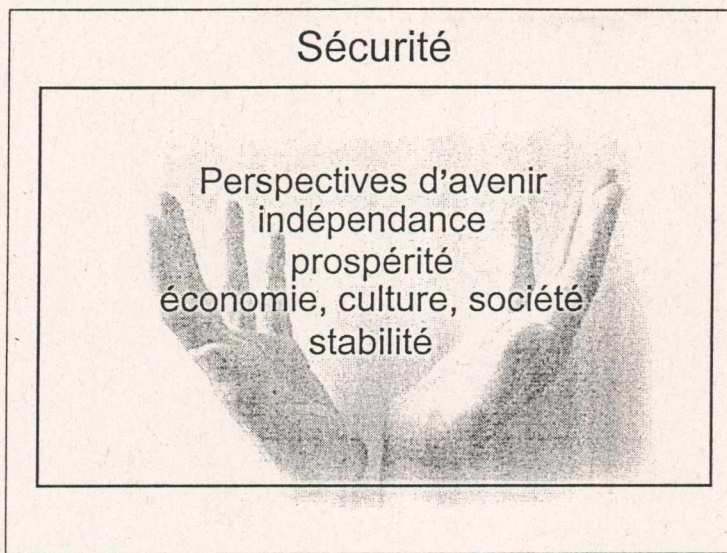 Sécurité
Perspectives d'avenir
indépendance
prospérité
économie, culture, société
stabilité